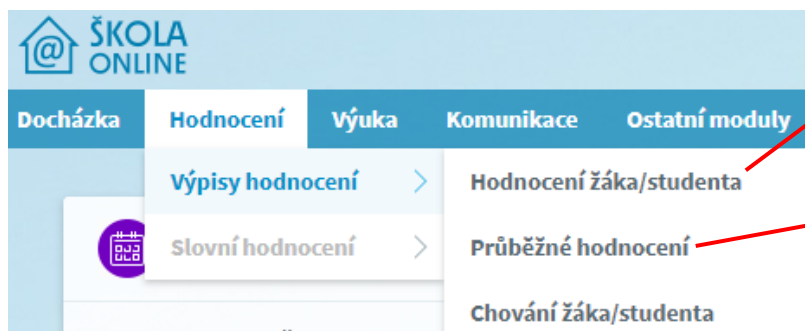 ŠKOLA
ONLINE
Docházka Hodnocení Výuka Komunikace Ostatní moduly
Výpisy hodnocení Hodnocení žáka/studenta
Slovní hodnocení Průběžné hodnocení
Chování žáka/studenta